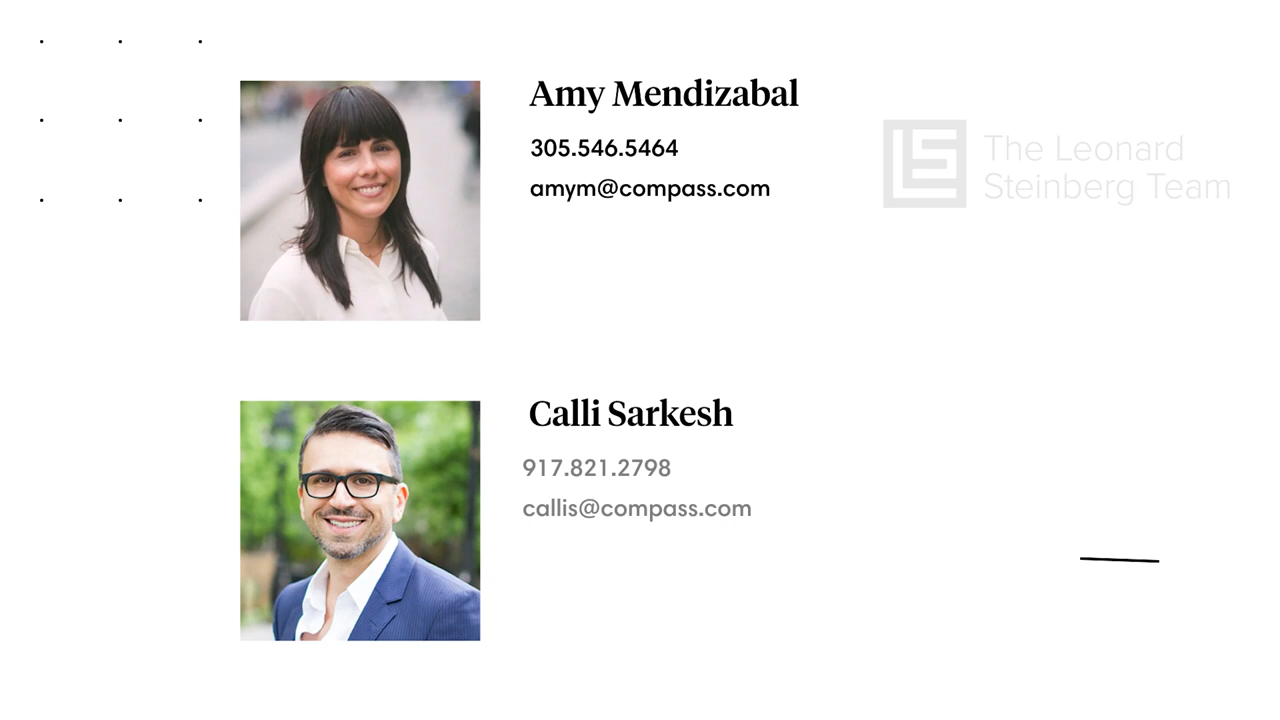 Amy Mendizabal
305.546.5464
amym@compass.com
LS The Leonard
Steinberg Team
Calli Sarkesh
917.821.2798
callis@compass.com